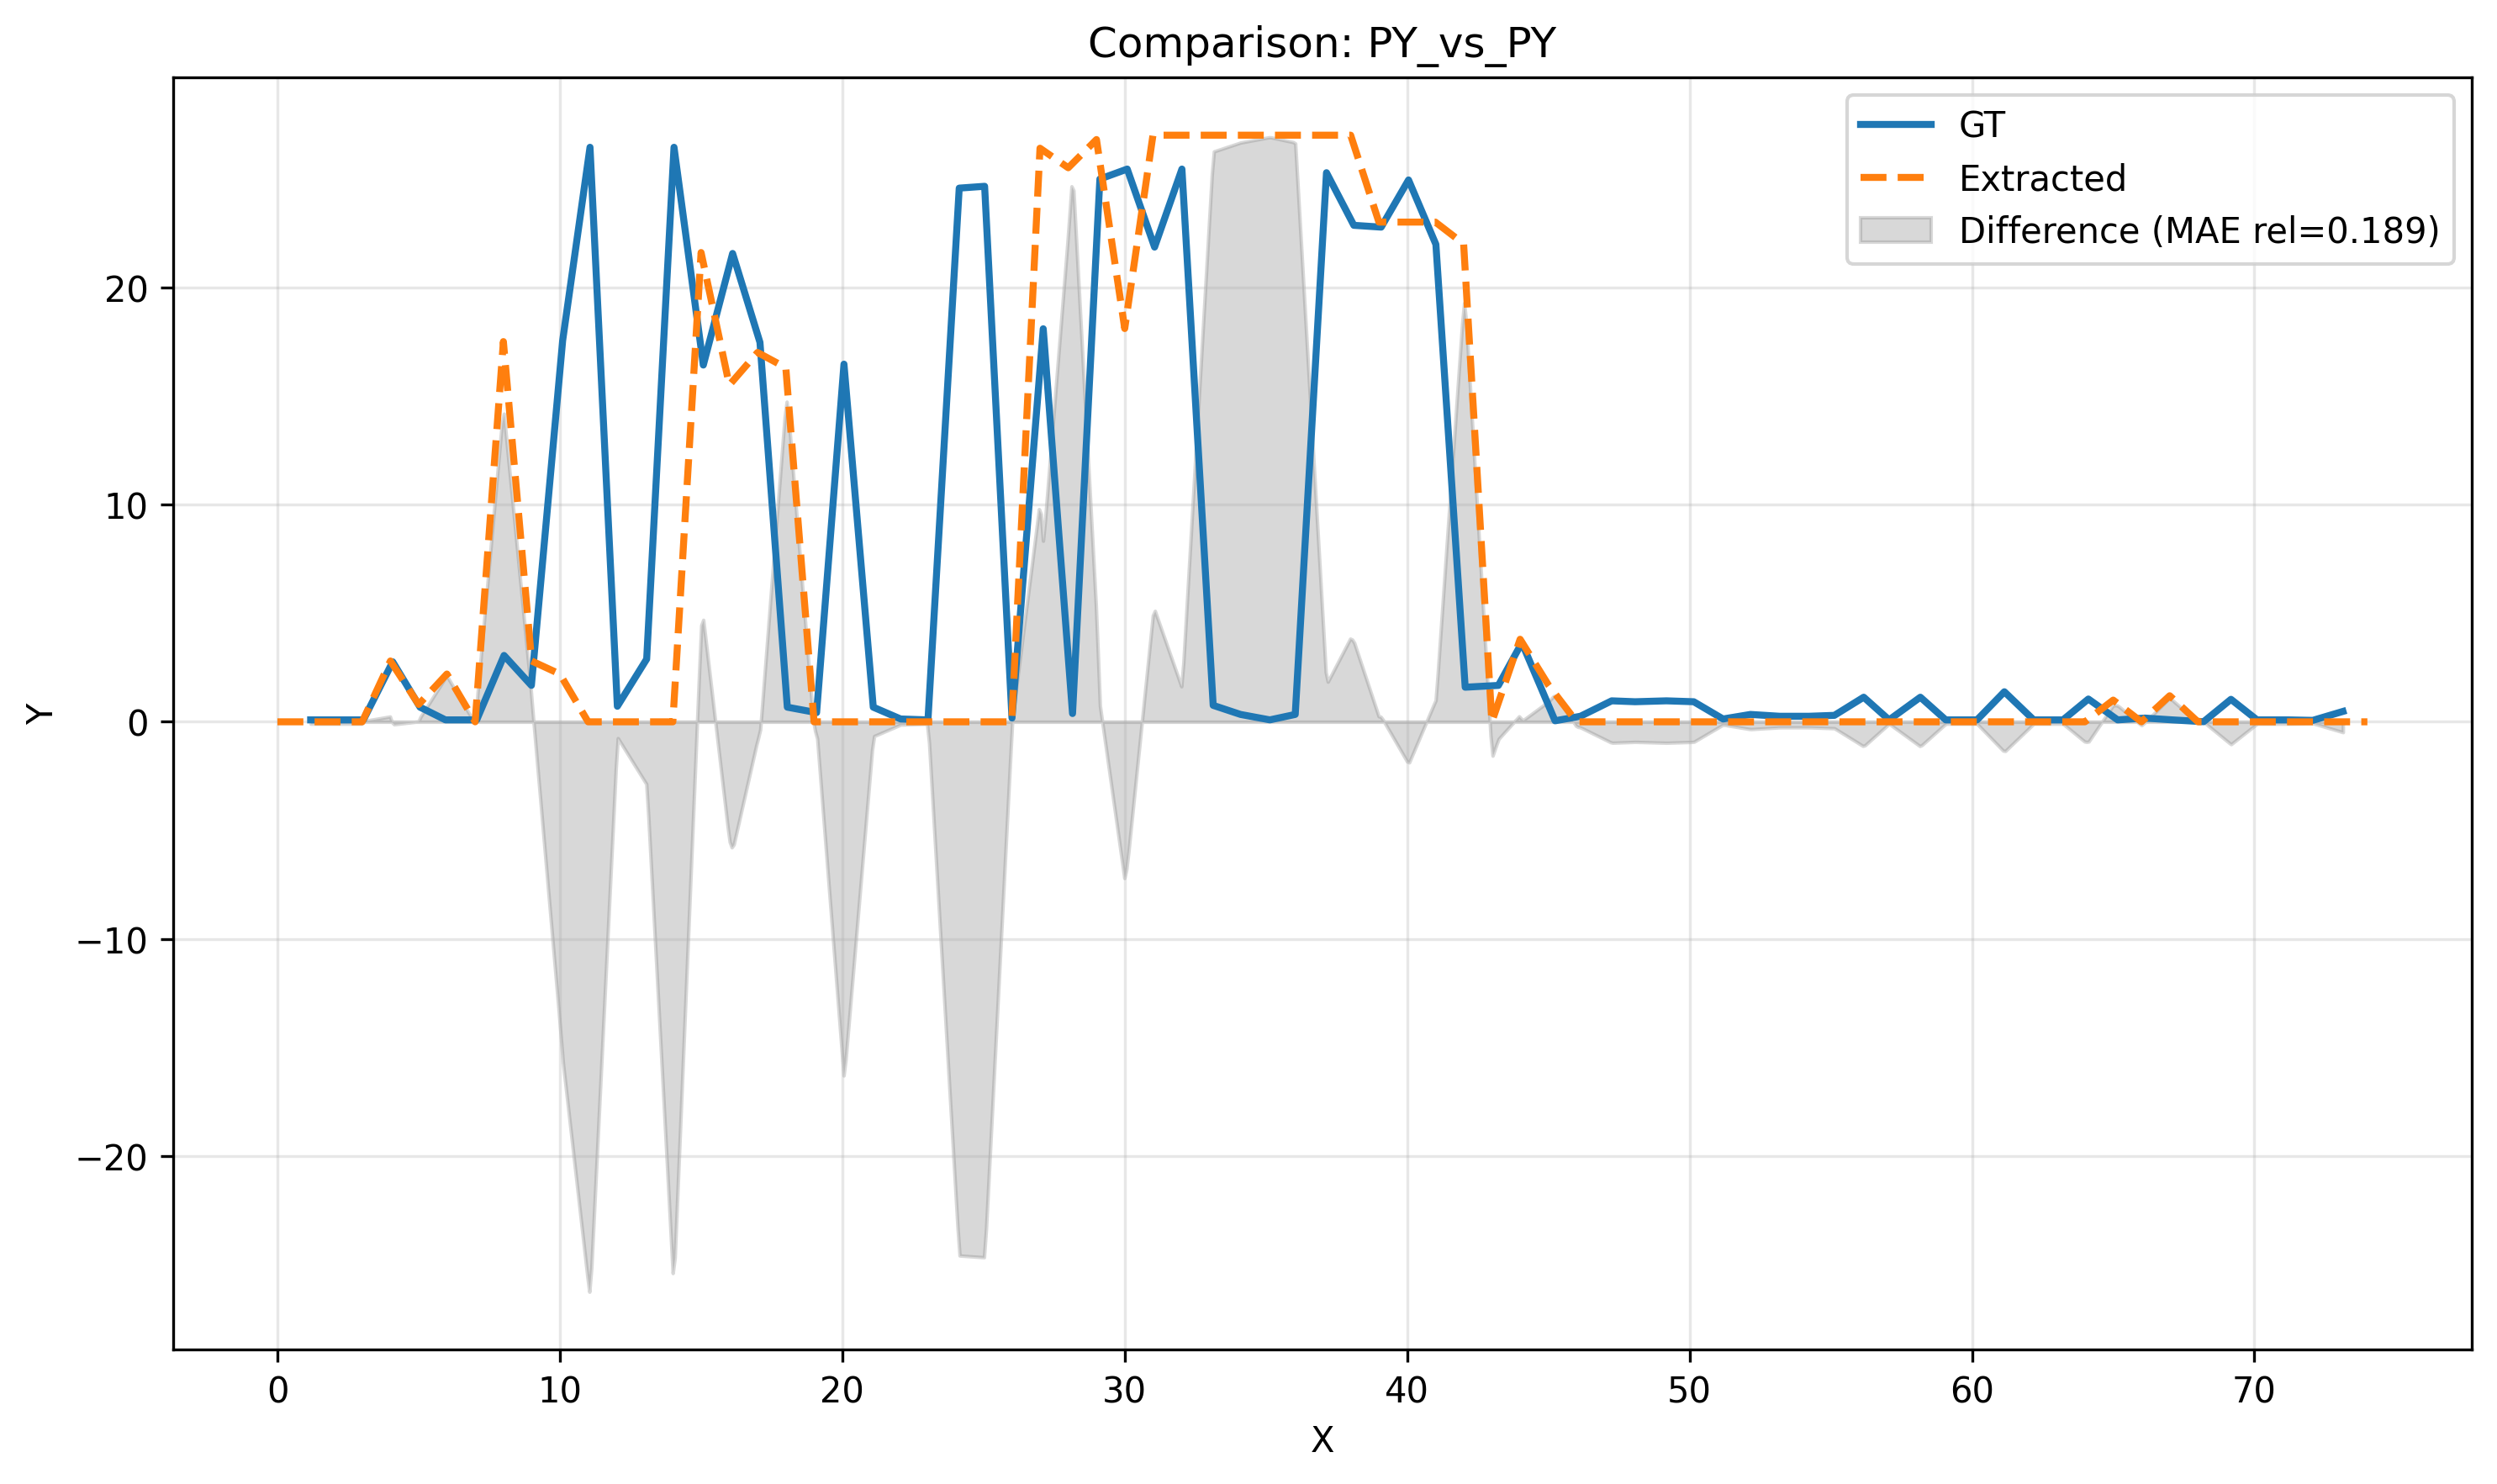 Comparison: PY_vs_PY
GT
Extracted
Difference (MAE rel=0.189)
Y
20
10
0
−10
−20
0 10 20 30 40 50 60 70
X